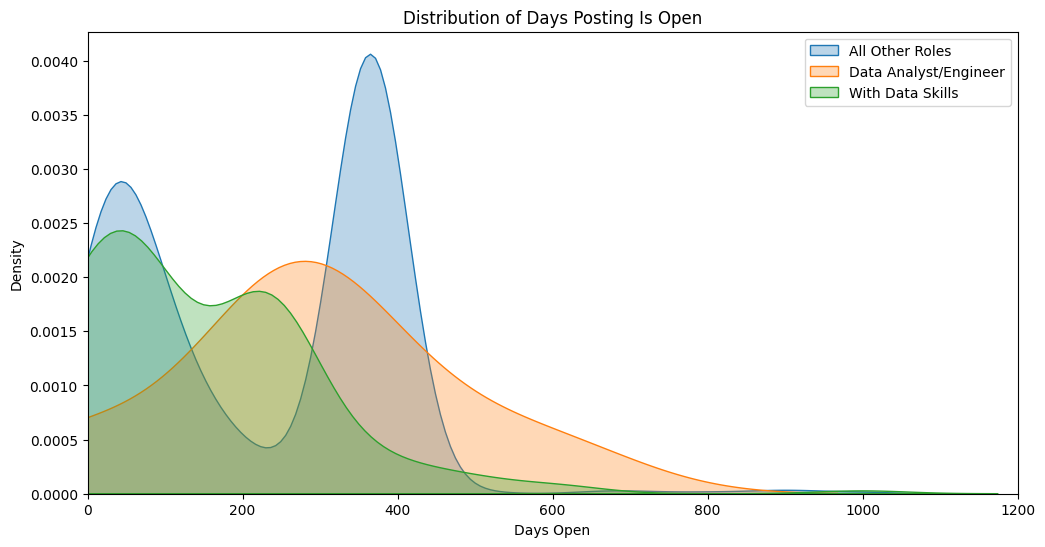 Distribution of Days Posting Is Open
All Other Roles
Data Analyst/Engineer
With Data Skills
Density
0.0040
0.0035
0.0030
0.0025
0.0020
0.0015
0.0010
0.0005
0.0000
0 200 400 600 800 1000 1200
Days Open